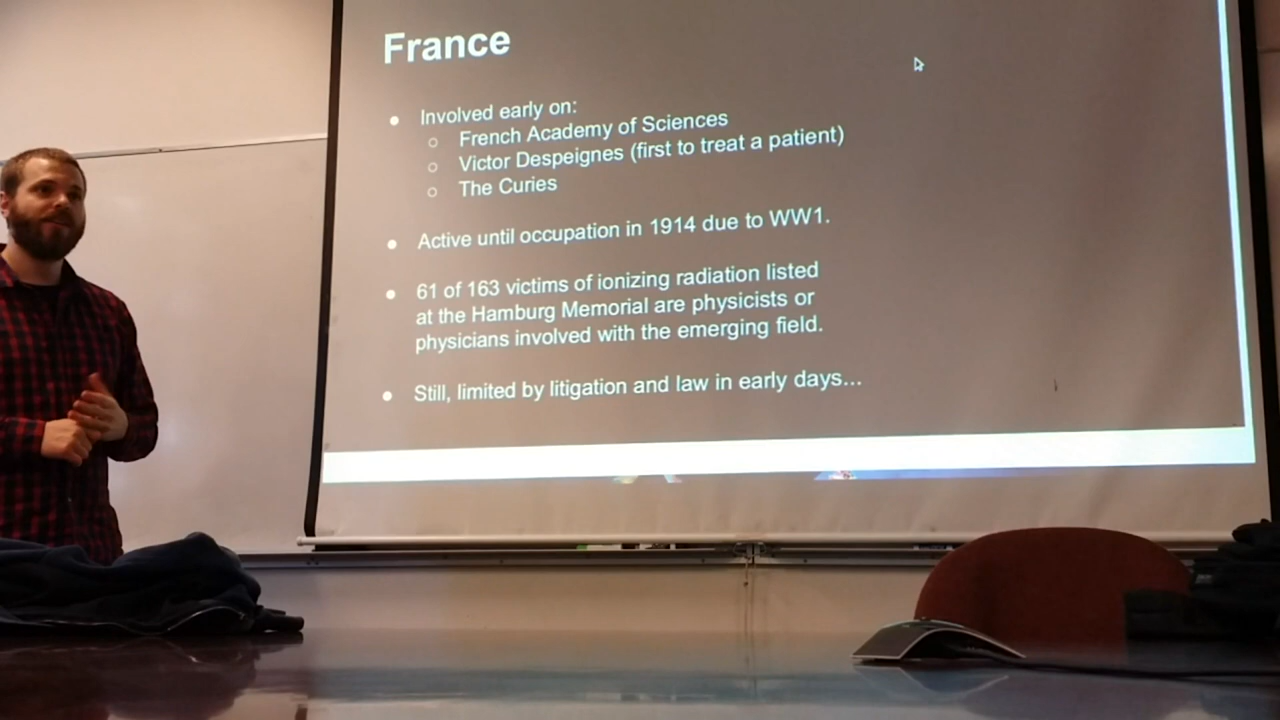 France
● Involved early on:
○ French Academy of Sciences
○ Victor Despeignes (first to treat a patient)
○ The Curies
● Active until occupation in 1914 due to WW1.
● 61 of 163 victims of ionizing radiation listed
at the Hamburg Memorial are physicists or
physicians involved with the emerging field.
● Still, limited by litigation and law in early days...